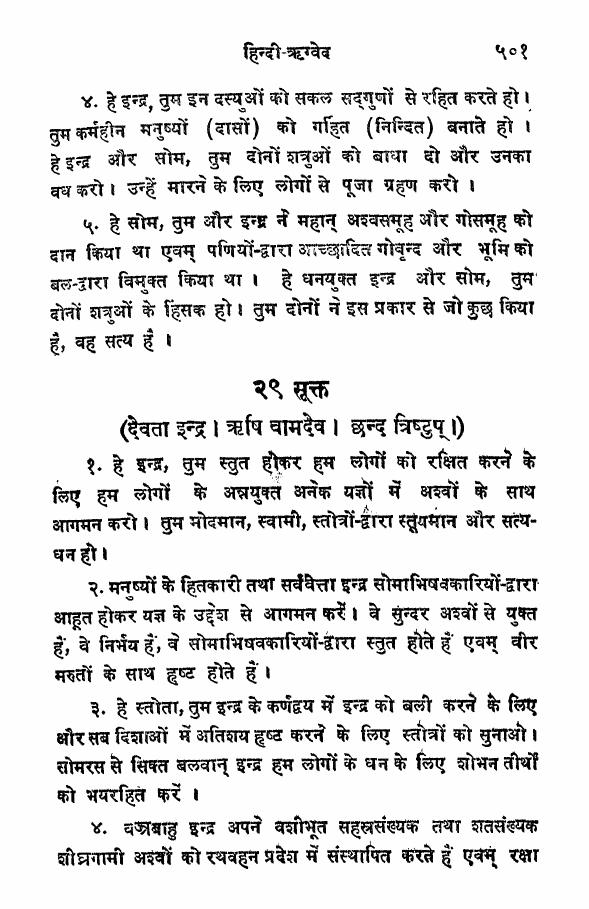 हिन्दी-ऋग्वेद ५०१
४. हे इन्द्र, तुम इन दस्युओं को सकल सद्गुणों से रहित करते हो।
तुम कर्महीन मनुष्यों (दासों) को गर्हित (निन्दित) बनाते हो ।
हे इन्द्र और सोम, तुम दोनों शत्रुओं को बाधा दो और उनका
वध करो। उन्हें मारने के लिए लोगों से पूजा ग्रहण करो ।
५. हे सोम, तुम और इन्द्र ने महान् अश्वसमूह और गोसमूह को
दान किया था एवम् पणियों-द्वारा आच्छादित गोवृन्द और भूमि को
बल-द्वारा विमुक्त किया था । हे धनयुक्त इन्द्र और सोम, तुम
दोनों शत्रुओं के हिंसक हो। तुम दोनों ने इस प्रकार से जो कुछ किया
है, वह सत्य है ।
२९ सूक्त
(देवता इन्द्र। ऋषि वामदेव। छन्द त्रिष्टुप्।)
१. हे इन्द्र, तुम स्तुत होकर हम लोगों को रक्षित करने के
लिए हम लोगों के अन्नयुक्त अनेक यज्ञों में अश्वों के साथ
आगमन करो। तुम मोदमान, स्वामी, स्तोत्रों-द्वारा स्तूयमान और सत्य-
धन हो।
२. मनुष्यों के हितकारी तथा सर्ववेत्ता इन्द्र सोमाभिषवकारियों-द्वारा
आहूत होकर यज्ञ के उद्देश से आगमन करें। वे सुन्दर अश्वों से युक्त
हैं, वे निर्भय हैं, वे सोमाभिषवकारियों-द्वारा स्तुत होते हैं एवम् वीर
मरुतों के साथ हृष्ट होते हैं।
३. हे स्तोता, तुम इन्द्र के कर्णद्वय में इन्द्र को बली करने के लिए
और सब दिशाओं में अतिशय हृष्ट करने के लिए स्तोत्रों को सुनाओ।
सोमरस से सिक्त बलवान् इन्द्र हम लोगों के धन के लिए शोभन तीर्थों
को भयरहित करें ।
४. वज्रबाहु इन्द्र अपने वशीभूत सहस्रसंख्यक तथा शतसंख्यक
शीघ्रगामी अश्वों को रथवहन प्रदेश में संस्थापित करते हैं एवम् रक्षा